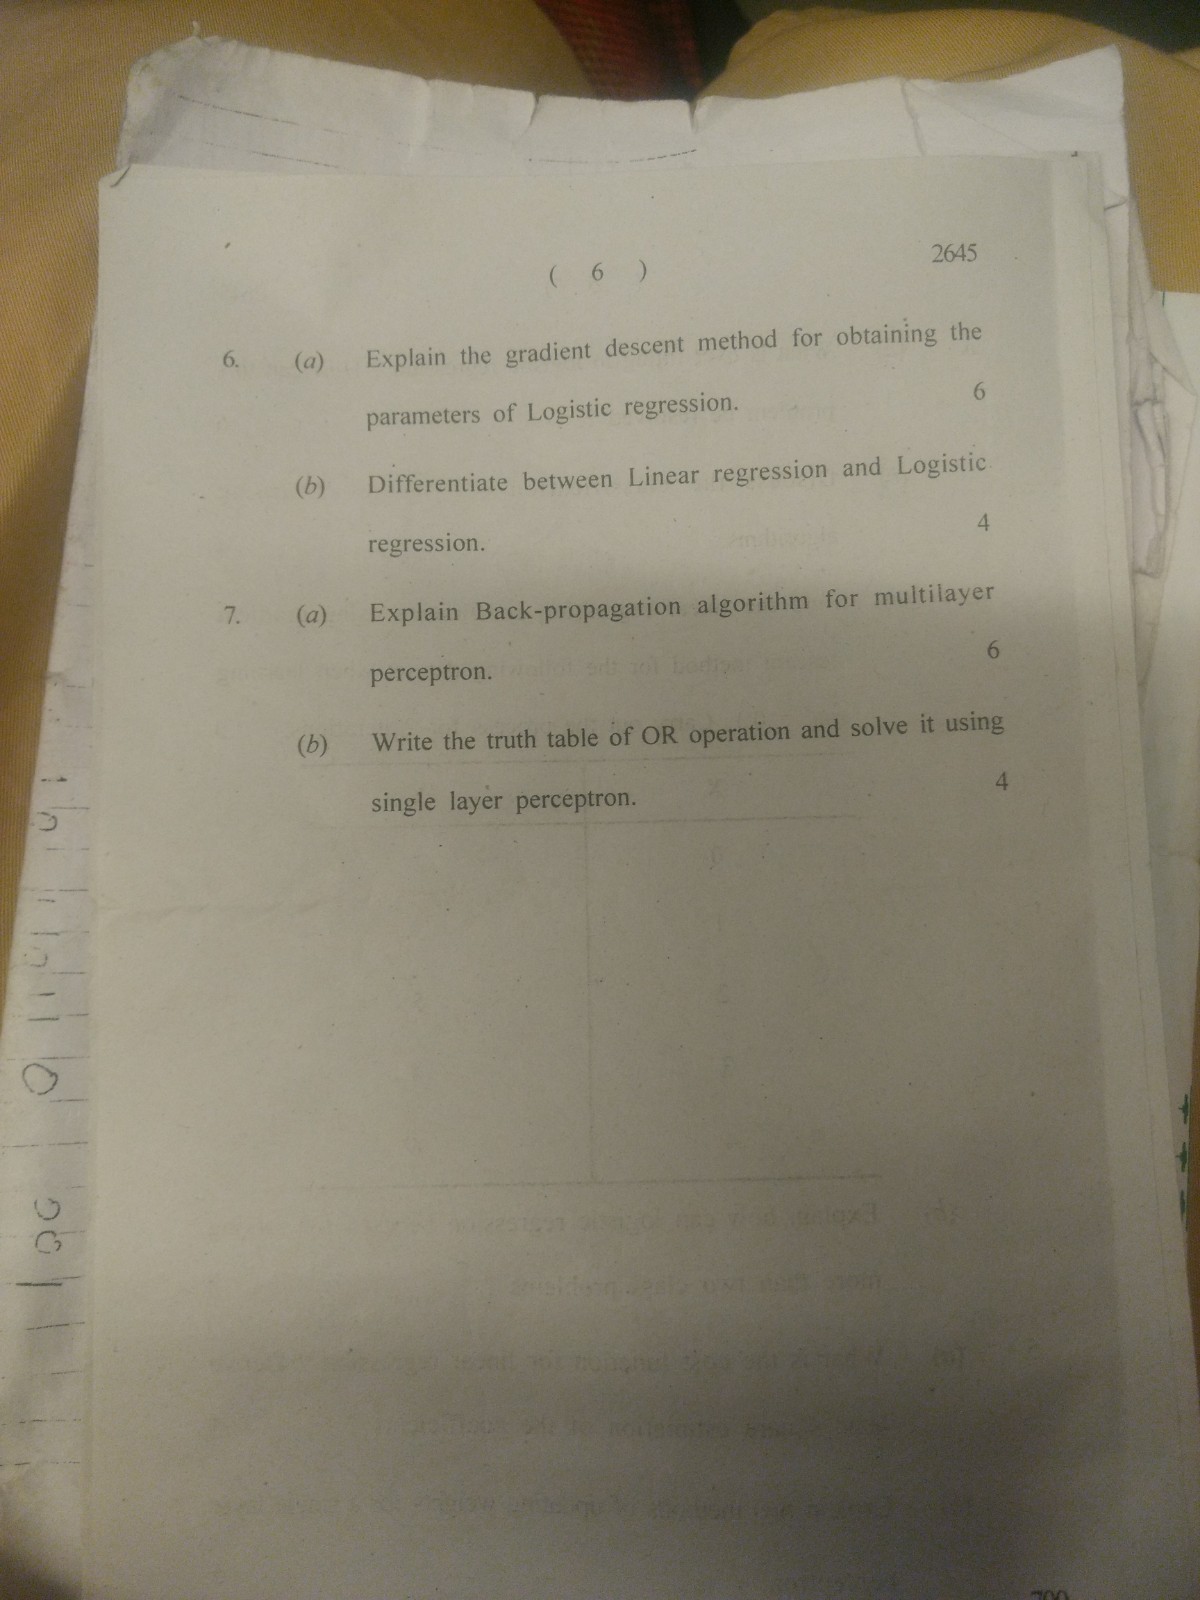 2645
( 6 )
6. (a) Explain the gradient descent method for obtaining the
parameters of Logistic regression. 6
(b) Differentiate between Linear regression and Logistic
regression. 4
7. (a) Explain Back-propagation algorithm for multilayer
perceptron. 6
(b) Write the truth table of OR operation and solve it using
single layer perceptron. 4